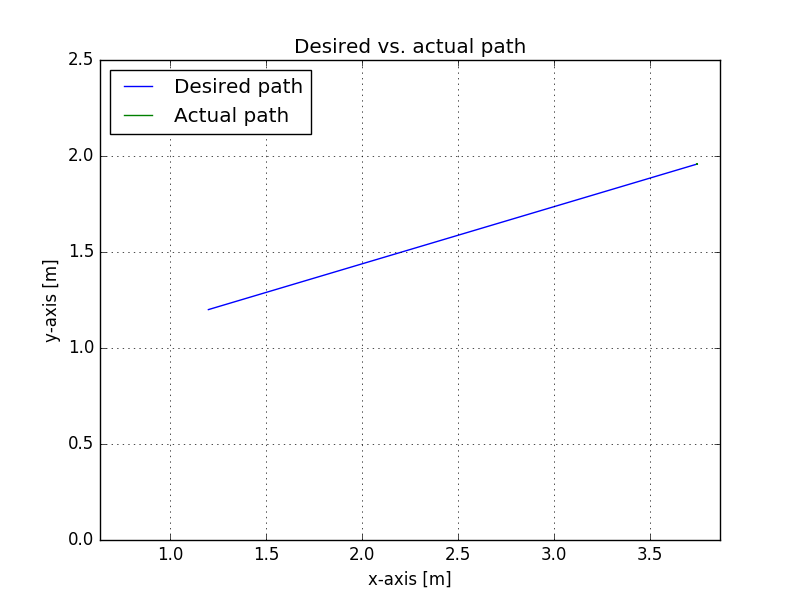 Desired vs. actual path
2.5
Desired path
Actual path
2.0
1.5
y-axis [m]
1.0
0.5
0.0
1.0 1.5 2.0 2.5 3.0 3.5
x-axis [m]